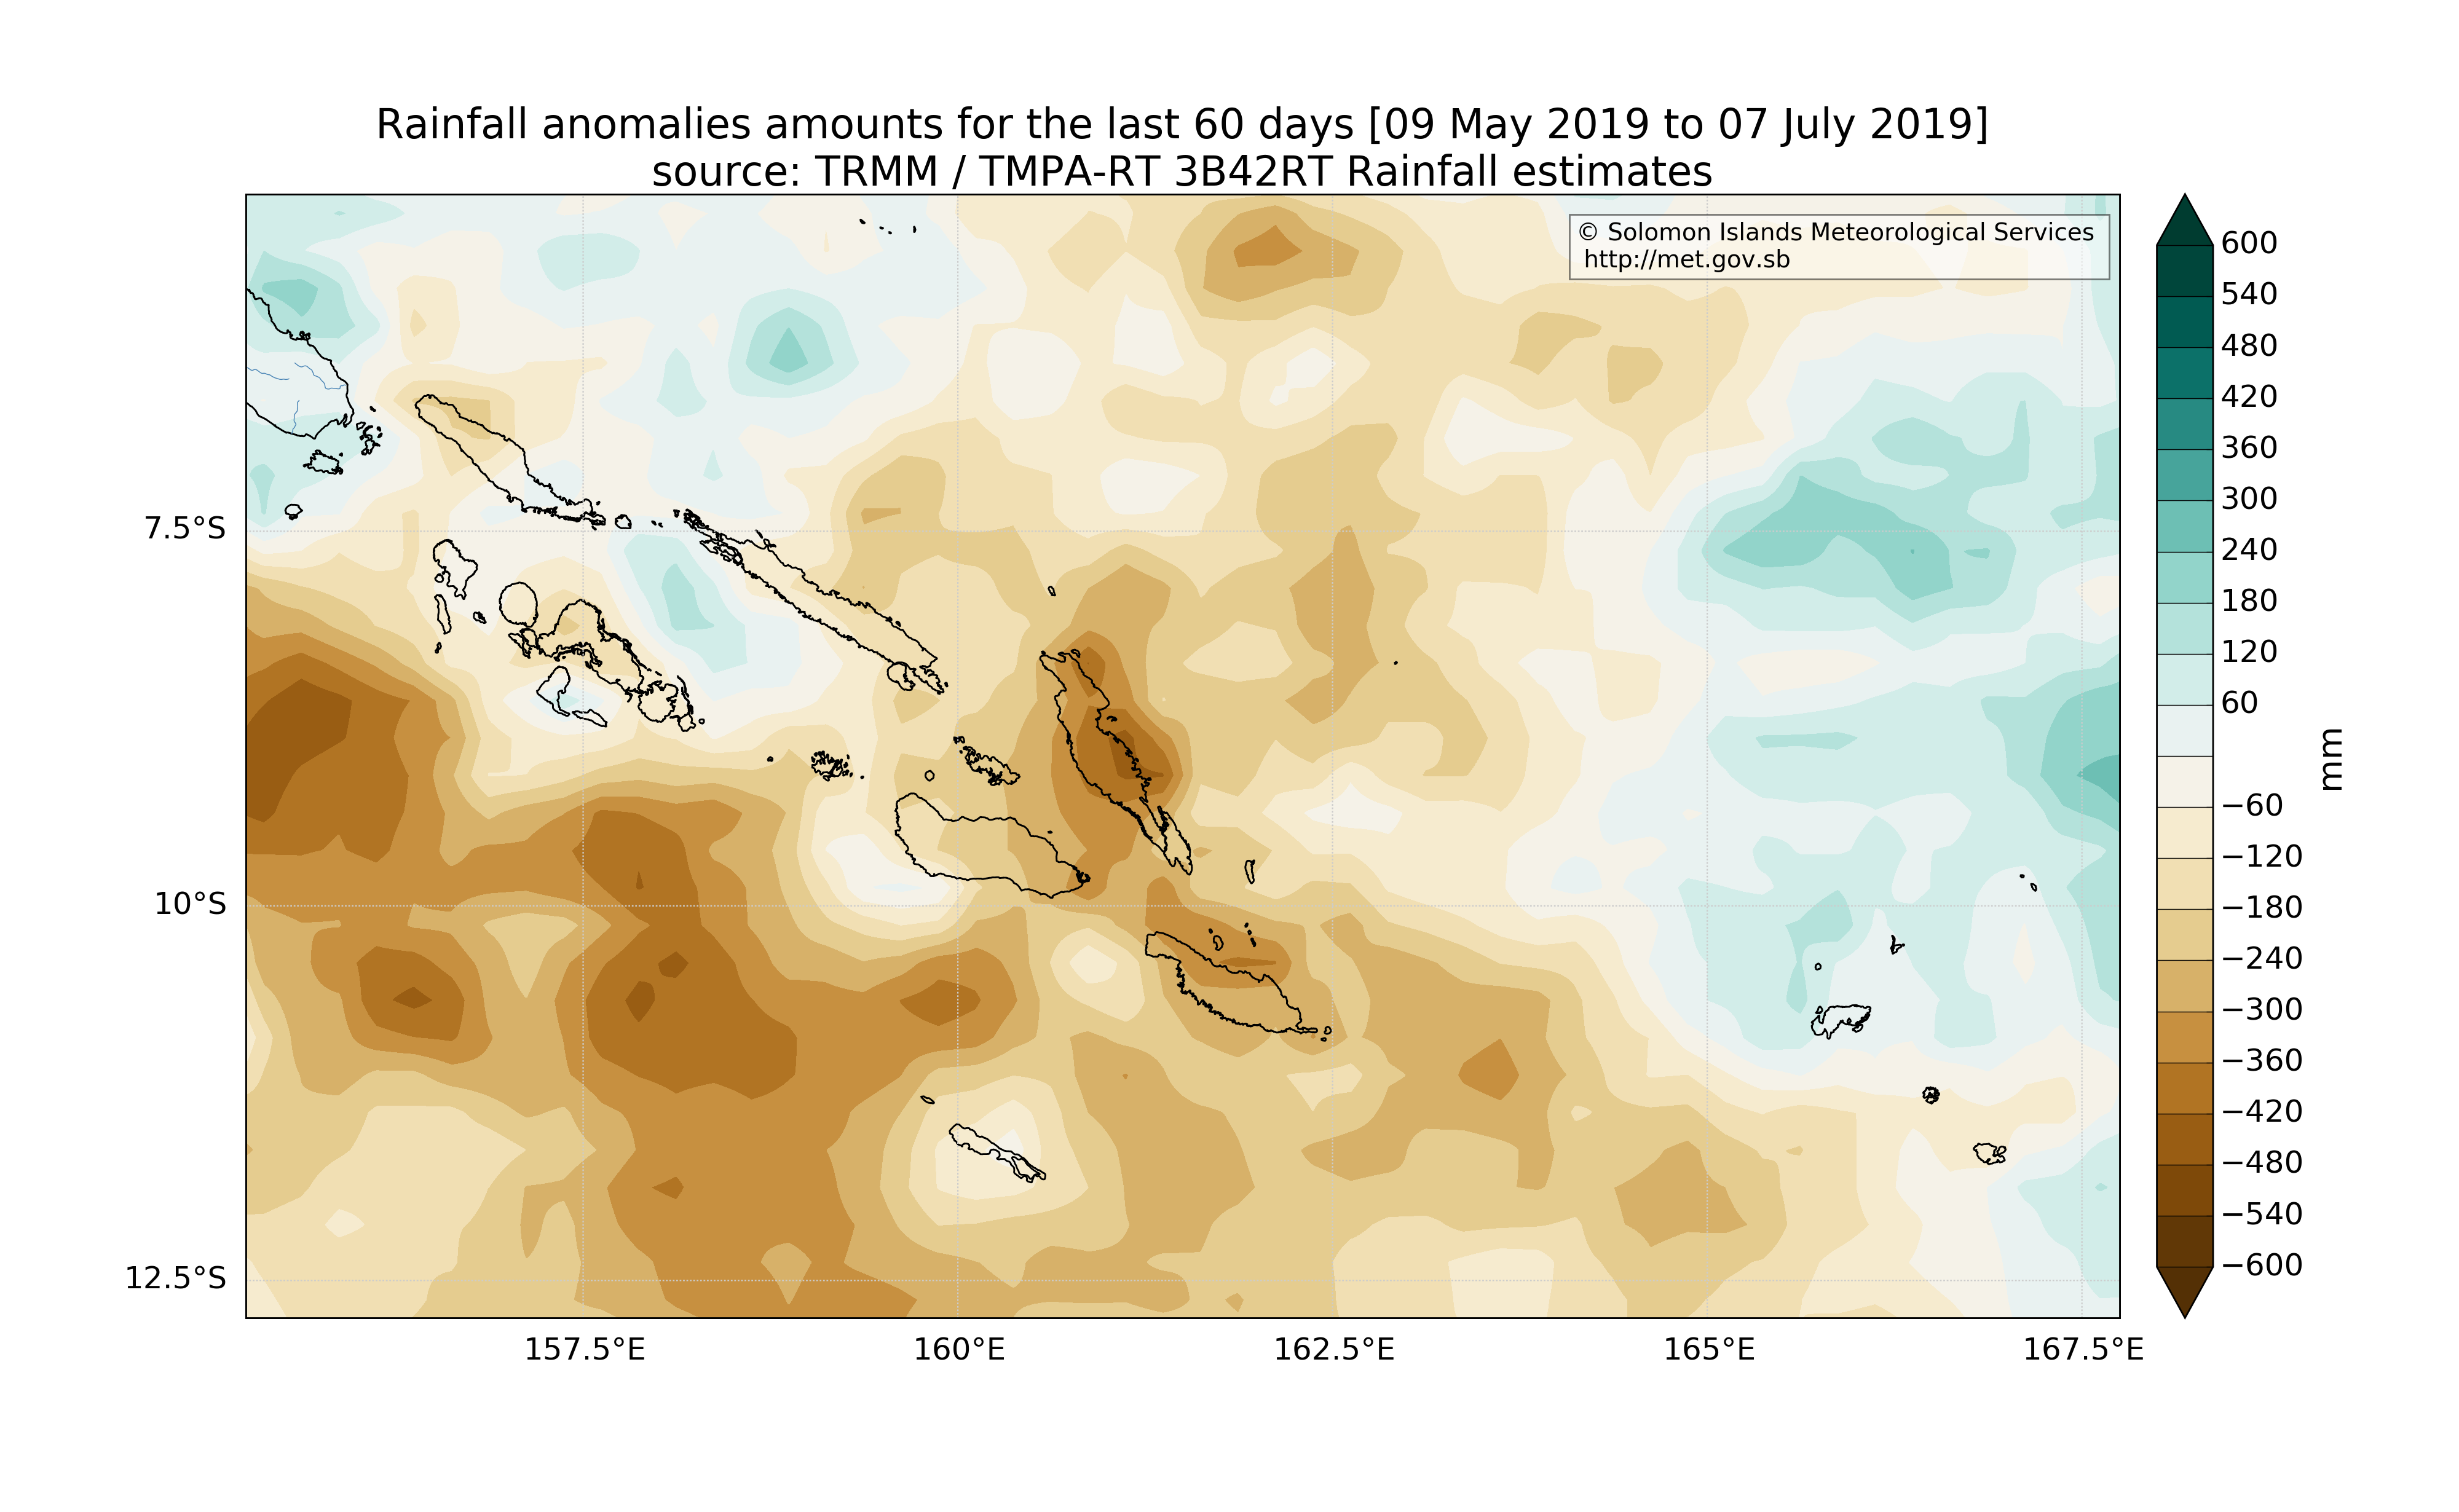 Rainfall anomalies amounts for the last 60 days [09 May 2019 to 07 July 2019]
source: TRMM / TMPA-RT 3B42RT Rainfall estimates
© Solomon Islands Meteorological Services
http://met.gov.sb
7.5°S
10°S
12.5°S
157.5°E
160°E
162.5°E
165°E
167.5°E
600
540
480
420
360
300
240
180
120
60
−60
−120
−180
−240
−300
−360
−420
−480
−540
−600
mm